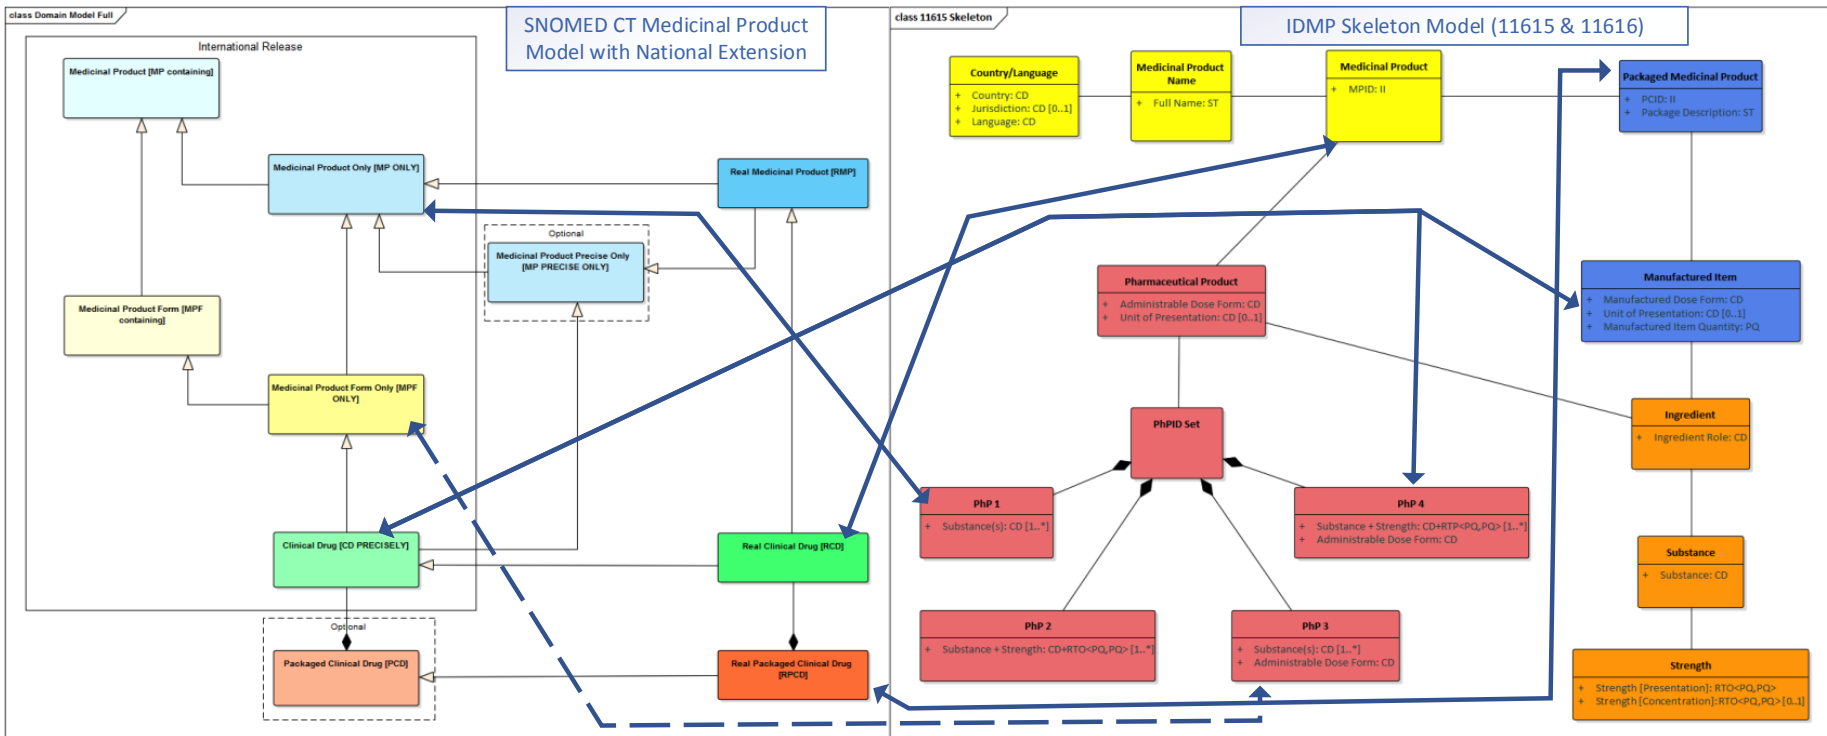 class Domain Model Full
SNOMED CT Medicinal Product
Model with National Extension
International Release
Medicinal Product [MP containing]
Medicinal Product Only [MP ONLY]
Real Medicinal Product [RMP]
Optional
Medicinal Product Precise Only
[MP PRECISE ONLY]
Medicinal Product Form [MPF
containing]
Medicinal Product Form Only [MPF
ONLY]
Clinical Drug [CD PRECISELY]
Real Clinical Drug [RCD]
Optional
Packaged Clinical Drug [PCD]
Real Packaged Clinical Drug
[RPCD]
class 11615 Skeleton
IDMP Skeleton Model (11615 & 11616)
Country/Language
+ Country: CD
+ Jurisdiction: CD [0..1]
+ Language: CD
Medicinal Product
Name
+ Full Name: ST
Medicinal Product
+ MPID: II
Packaged Medicinal Product
+ PCID: II
+ Package Description: ST
Pharmaceutical Product
+ Administrable Dose Form: CD
+ Unit of Presentation: CD [0..1]
Manufactured Item
+ Manufactured Dose Form: CD
+ Unit of Presentation: CD [0..1]
+ Manufactured Item Quantity: PQ
PhPID Set
Ingredient
+ Ingredient Role: CD
PhP 1
+ Substance(s): CD [1..*]
PhP 4
+ Substance + Strength: CD+RTP<PQ,PQ> [1..*]
+ Administrable Dose Form: CD
Substance
+ Substance: CD
PhP 2
+ Substance + Strength: CD+RTO<PQ,PQ> [1..*]
PhP 3
+ Substance(s): CD [1..*]
+ Administrable Dose Form: CD
Strength
+ Strength [Presentation]: RTO<PQ,PQ>
+ Strength [Concentration]: RTO<PQ,PQ> [0..1]